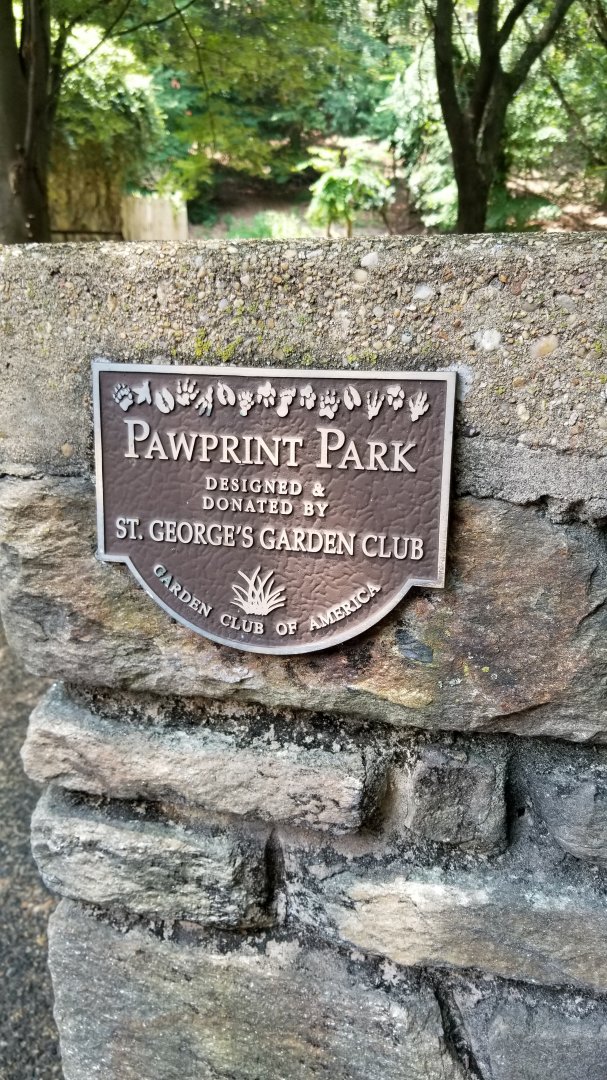 PAWPRINT PARK
DESIGNED &
DONATED BY
ST. GEORGE'S GARDEN CLUB
GARDEN CLUB OF AMERICA